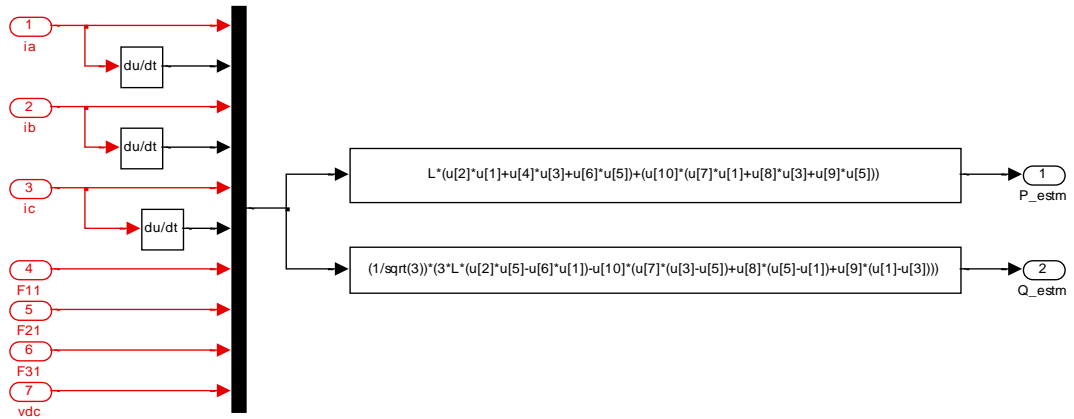 1
ia
du/dt
2
ib
du/dt
3
ic
du/dt
4
F11
5
F21
6
F31
7
vdc
L*(u[2]*u[1]+u[4]*u[3]+u[6]*u[5])+(u[10]*(u[7]*u[1]+u[8]*u[3]+u[9]*u[5]))
1
P_estm
(1/sqrt(3))*(3*L*(u[2]*u[5]-u[6]*u[1])-u[10]*(u[7]*(u[3]-u[5])+u[8]*(u[5]-u[1])+u[9]*(u[1]-u[3])))
2
Q_estm